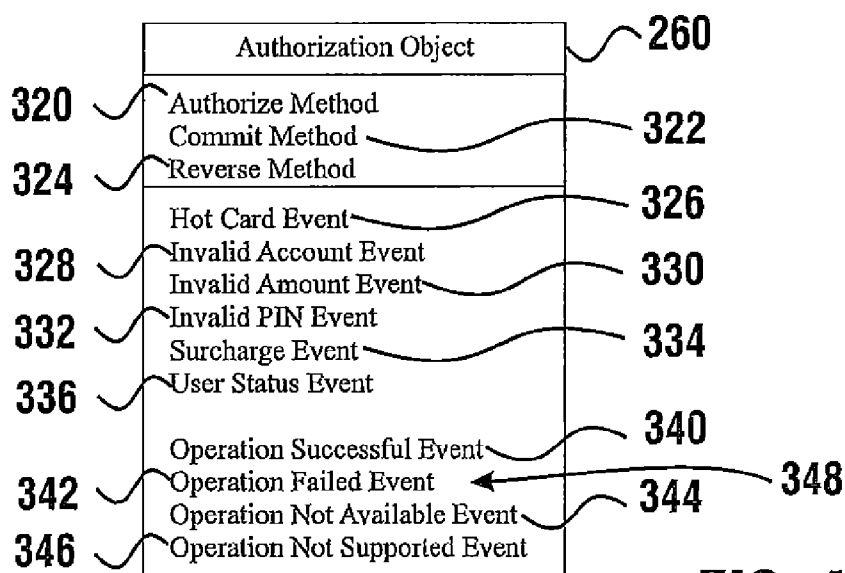 Authorization Object 260
320 Authorize Method
Commit Method 322
324 Reverse Method
Hot Card Event 326
328 Invalid Account Event
Invalid Amount Event 330
332 Invalid PIN Event
Surcharge Event 334
336 User Status Event
Operation Successful Event 340
342 Operation Failed Event 348
Operation Not Available Event 344
346 Operation Not Supported Event